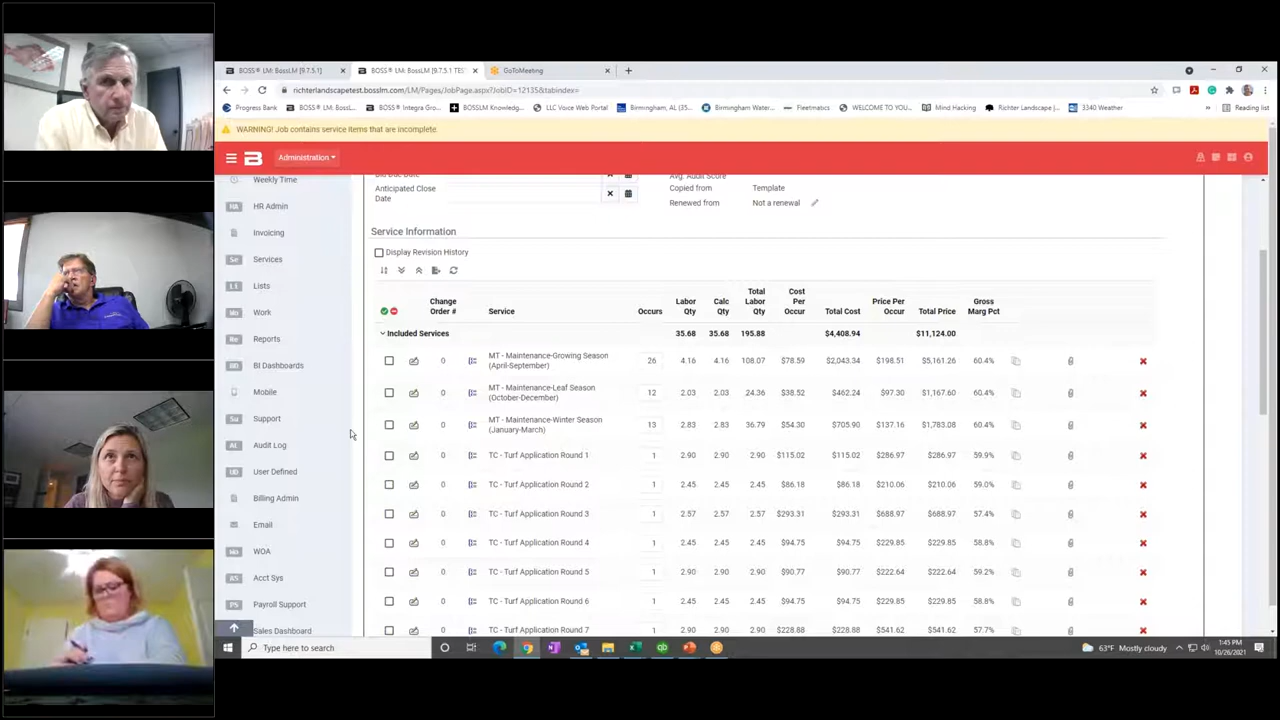 BOSS® LM: BossLM [9.7.5.1]
BOSS® LM: BossLM [9.7.5.1 TES
GoToMeeting
richterlandscapetest.bosslm.com/LM/Pages/JobPage.aspx?JobID=12135&tabindex=
Progress Bank
BOSS® LM: BossL...
BOSS® Integra Gro...
BOSSLM Knowledg...
LLC Voice Web Portal
Birmingham, AL (35...
Birmingham Water...
Fleetmatics
WELCOME TO YOU...
Mind Hacking
Richter Landscape J...
3340 Weather
Reading list
WARNING! Job contains service items that are incomplete.
Administration
Weekly Time
HR Admin
Invoicing
Services
Lists
Work
Reports
BI Dashboards
Mobile
Support
Audit Log
User Defined
Billing Admin
Email
WOA
Acct Sys
Payroll Support
Sales Dashboard
Anticipated Close
Date
Avg. Audit Score
Copied from Template
Renewed from Not a renewal
Service Information
Display Revision History
Change Order # Service Occurs Labor Qty Calc Qty Total Labor Qty Cost Per Occur Total Cost Price Per Occur Total Price Gross Marg Pct
Included Services 35.68 35.68 195.88 $4,408.94 $11,124.00
0 MT - Maintenance-Growing Season (April-September) 26 4.16 4.16 108.07 $78.59 $2,043.34 $198.51 $5,161.26 60.4%
0 MT - Maintenance-Leaf Season (October-December) 12 2.03 2.03 24.36 $38.52 $462.24 $97.30 $1,167.60 60.4%
0 MT - Maintenance-Winter Season (January-March) 13 2.83 2.83 36.79 $54.30 $705.90 $137.16 $1,783.08 60.4%
0 TC - Turf Application Round 1 1 2.90 2.90 2.90 $115.02 $115.02 $286.97 $286.97 59.9%
0 TC - Turf Application Round 2 1 2.45 2.45 2.45 $86.18 $86.18 $210.06 $210.06 59.0%
0 TC - Turf Application Round 3 1 2.57 2.57 2.57 $293.31 $293.31 $688.97 $688.97 57.4%
0 TC - Turf Application Round 4 1 2.45 2.45 2.45 $94.75 $94.75 $229.85 $229.85 58.8%
0 TC - Turf Application Round 5 1 2.90 2.90 2.90 $90.77 $90.77 $222.64 $222.64 59.2%
0 TC - Turf Application Round 6 1 2.45 2.45 2.45 $94.75 $94.75 $229.85 $229.85 58.8%
0 TC - Turf Application Round 7 1 2.90 2.90 2.90 $228.88 $228.88 $541.62 $541.62 57.7%
Type here to search
63°F Mostly cloudy
1:45 PM
10/26/2021